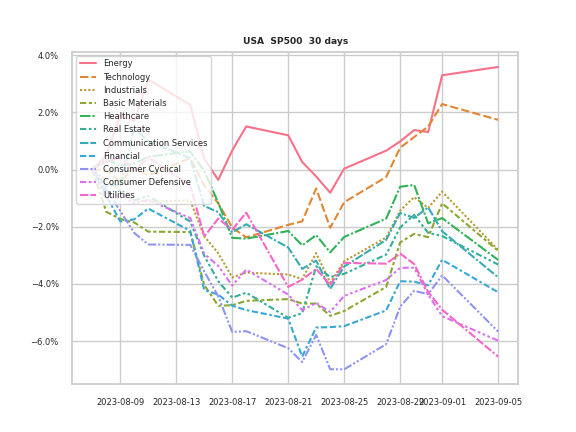 USA SP500 30 days
4.0%
2.0%
0.0%
−2.0%
−4.0%
−6.0%
Energy
Technology
Industrials
Basic Materials
Healthcare
Real Estate
Communication Services
Financial
Consumer Cyclical
Consumer Defensive
Utilities
2023-08-09 2023-08-13 2023-08-17 2023-08-21 2023-08-25 2023-08-29 2023-09-01 2023-09-05